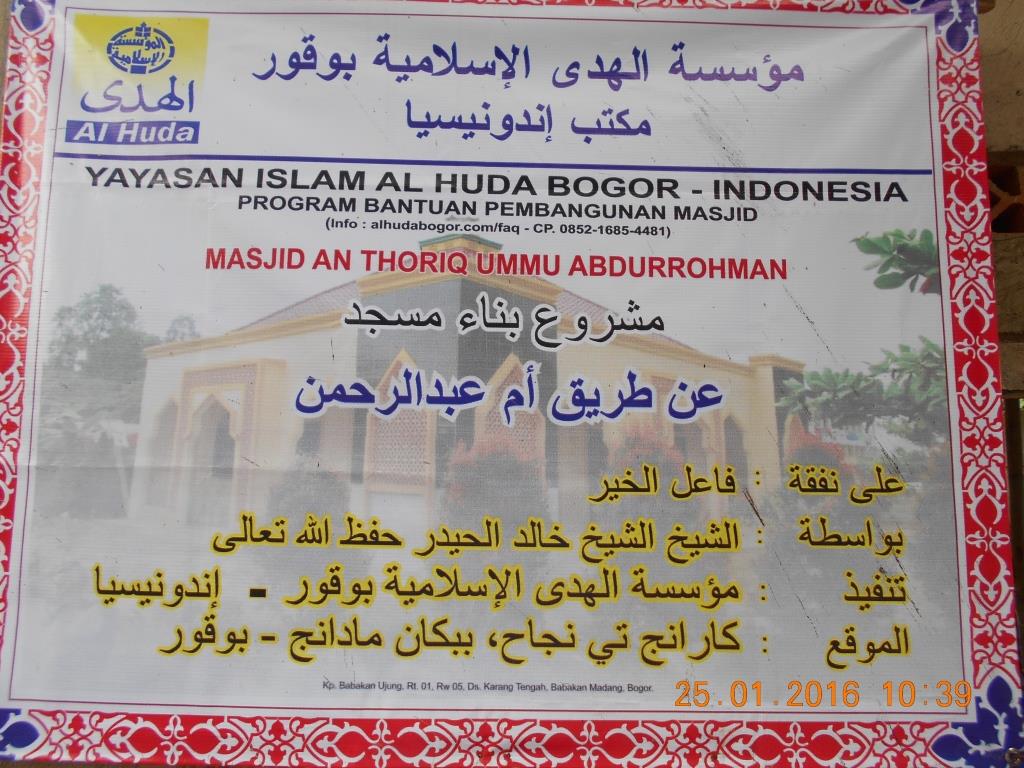 المؤسسة الإسلامية
الهدى
Al Huda
مؤسسة الهدى الإسلامية بوقور
مكتب إندونيسيا
YAYASAN ISLAM AL HUDA BOGOR - INDONESIA
PROGRAM BANTUAN PEMBANGUNAN MASJID
(Info : alhudabogor.com/faq - CP. 0852-1685-4481)
MASJID AN THORIQ UMMU ABDURROHMAN
مشروع بناء مسجد
عن طريق أم عبدالرحمن
على نفقة : فاعل الخير
بواسطة : الشيخ الشيخ خالد الحيدر حفظ الله تعالى
تنفيذ : مؤسسة الهدى الإسلامية بوقور - إندونيسيا
الموقع : كارانج تي نجاح، ببكان مادانج - بوقور
Kp. Babakan Ujung, Rt. 01, Rw 05, Ds. Karang Tengah, Babakan Madang, Bogor.
25.01.2016 10:39